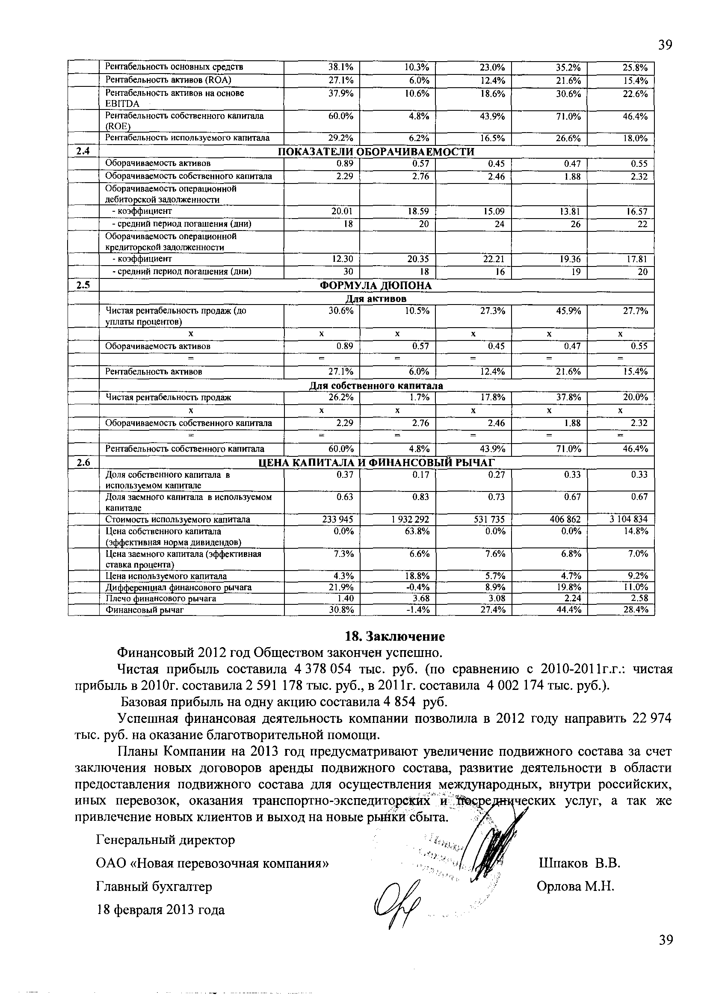 39
Рентабельность основных средств 38.1% 10.3% 23.0% 35.2% 25.8%
Рентабельность активов (ROA) 27.1% 6.0% 12.4% 21.6% 15.4%
Рентабельность активов на основе 37.9% 10.6% 18.6% 30.6% 22.6%
EBITDA
Рентабельность собственного капитала 60.0% 4.8% 43.9% 71.0% 46.4%
(ROE)
Рентабельность используемого капитала 29.2% 6.2% 16.5% 26.6% 18.0%
2.4 ПОКАЗАТЕЛИ ОБОРАЧИВАЕМОСТИ
Оборачиваемость активов 0.89 0.57 0.45 0.47 0.55
Оборачиваемость собственного капитала 2.29 2.76 2.46 1.88 2.32
Оборачиваемость операционной
дебиторской задолженности
- коэффициент 20.01 18.59 15.09 13.81 16.57
- средний период погашения (дни) 18 20 24 26 22
Оборачиваемость операционной
кредиторской задолженности
- коэффициент 12.30 20.35 22.21 19.36 17.81
- средний период погашения (дни) 30 18 16 19 20
2.5 ФОРМУЛА ДЮПОНА
Для активов
Чистая рентабельность продаж (до 30.6% 10.5% 27.3% 45.9% 27.7%
уплаты процентов)
x x x x x x
Оборачиваемость активов 0.89 0.57 0.45 0.47 0.55
= = = = = =
Рентабельность активов 27.1% 6.0% 12.4% 21.6% 15.4%
Для собственного капитала
Чистая рентабельность продаж 26.2% 1.7% 17.8% 37.8% 20.0%
x x x x x x
Оборачиваемость собственного капитала 2.29 2.76 2.46 1.88 2.32
= = = = = =
Рентабельность собственного капитала 60.0% 4.8% 43.9% 71.0% 46.4%
2.6 ЦЕНА КАПИТАЛА И ФИНАНСОВЫЙ РЫЧАГ
Доля собственного капитала в 0.37 0.17 0.27 0.33 0.33
используемом капитале
Доля заемного капитала в используемом 0.63 0.83 0.73 0.67 0.67
капитале
Стоимость используемого капитала 233 945 1 932 292 531 735 406 862 3 104 834
Цена собственного капитала 0.0% 63.8% 0.0% 0.0% 14.8%
(эффективная норма дивидендов)
Цена заемного капитала (эффективная 7.3% 6.6% 7.6% 6.8% 7.0%
ставка процента)
Цена используемого капитала 4.3% 18.8% 5.7% 4.7% 9.2%
Дифференциал финансового рычага 21.9% -0.4% 8.9% 19.8% 11.0%
Плечо финансового рычага 1.40 3.68 3.08 2.24 2.58
Финансовый рычаг 30.8% -1.4% 27.4% 44.4% 28.4%
18. Заключение
Финансовый 2012 год Обществом закончен успешно.
Чистая прибыль составила 4 378 054 тыс. руб. (по сравнению с 2010-2011г.г.: чистая
прибыль в 2010г. составила 2 591 178 тыс. руб., в 2011г. составила 4 002 174 тыс. руб.).
Базовая прибыль на одну акцию составила 4 854 руб.
Успешная финансовая деятельность компании позволила в 2012 году направить 22 974
тыс. руб. на оказание благотворительной помощи.
Планы Компании на 2013 год предусматривают увеличение подвижного состава за счет
заключения новых договоров аренды подвижного состава, развитие деятельности в области
предоставления подвижного состава для осуществления международных, внутри российских,
иных перевозок, оказания транспортно-экспедиторских и посреднических услуг, а так же
привлечение новых клиентов и выход на новые рынки сбыта.
Генеральный директор
ОАО «Новая перевозочная компания» Шпаков В.В.
Главный бухгалтер Орлова М.Н.
18 февраля 2013 года
39